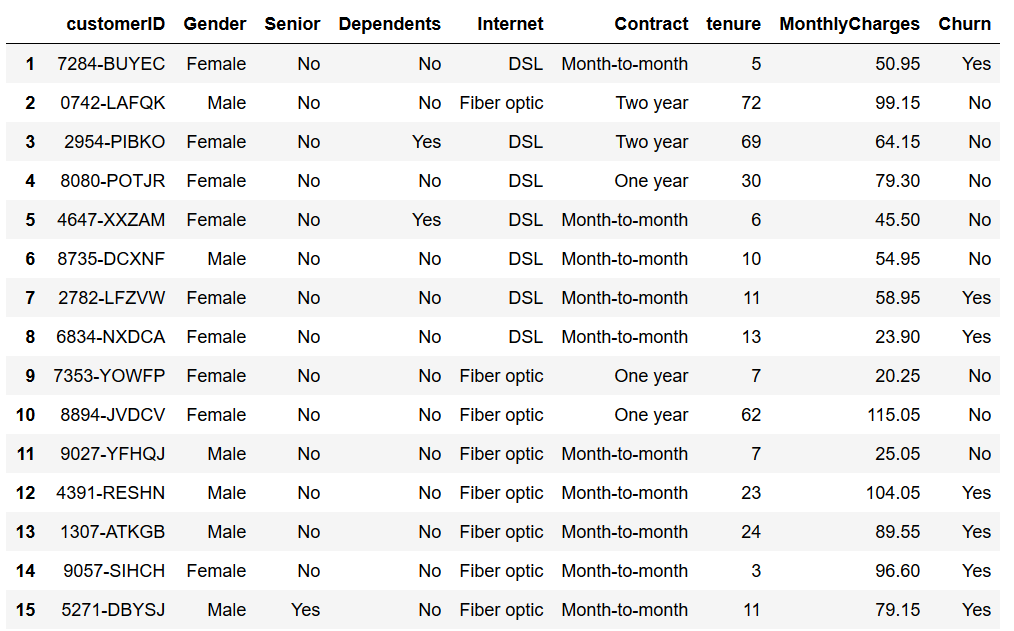 customerID Gender Senior Dependents Internet Contract tenure MonthlyCharges Churn
1 7284-BUYEC Female No No DSL Month-to-month 5 50.95 Yes
2 0742-LAFQK Male No No Fiber optic Two year 72 99.15 No
3 2954-PIBKO Female No Yes DSL Two year 69 64.15 No
4 8080-POTJR Female No No DSL One year 30 79.30 No
5 4647-XXZAM Female No Yes DSL Month-to-month 6 45.50 No
6 8735-DCXNF Male No No DSL Month-to-month 10 54.95 No
7 2782-LFZVW Female No No DSL Month-to-month 11 58.95 Yes
8 6834-NXDCA Female No No DSL Month-to-month 13 23.90 Yes
9 7353-YOWFP Female No No Fiber optic One year 7 20.25 No
10 8894-JVDCV Female No No Fiber optic One year 62 115.05 No
11 9027-YFHQJ Male No No Fiber optic Month-to-month 7 25.05 No
12 4391-RESHN Male No No Fiber optic Month-to-month 23 104.05 Yes
13 1307-ATKGB Male No No Fiber optic Month-to-month 24 89.55 Yes
14 9057-SIHCH Female No No Fiber optic Month-to-month 3 96.60 Yes
15 5271-DBYSJ Male Yes No Fiber optic Month-to-month 11 79.15 Yes